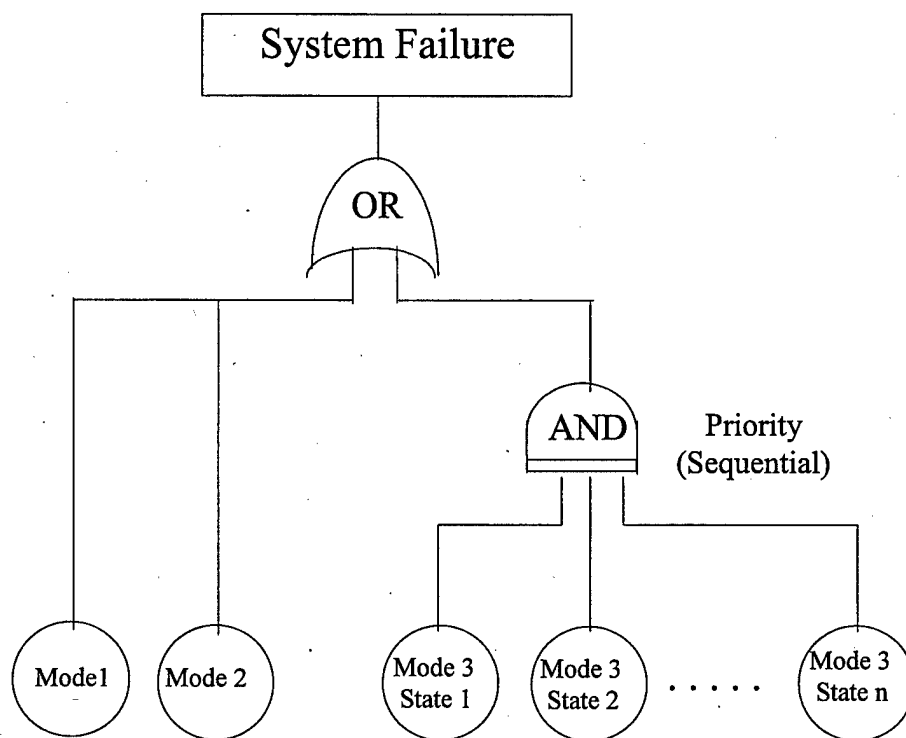 System Failure
OR
AND
Priority
(Sequential)
Mode1
Mode 2
Mode 3
State 1
Mode 3
State 2
. . . . .
Mode 3
State n